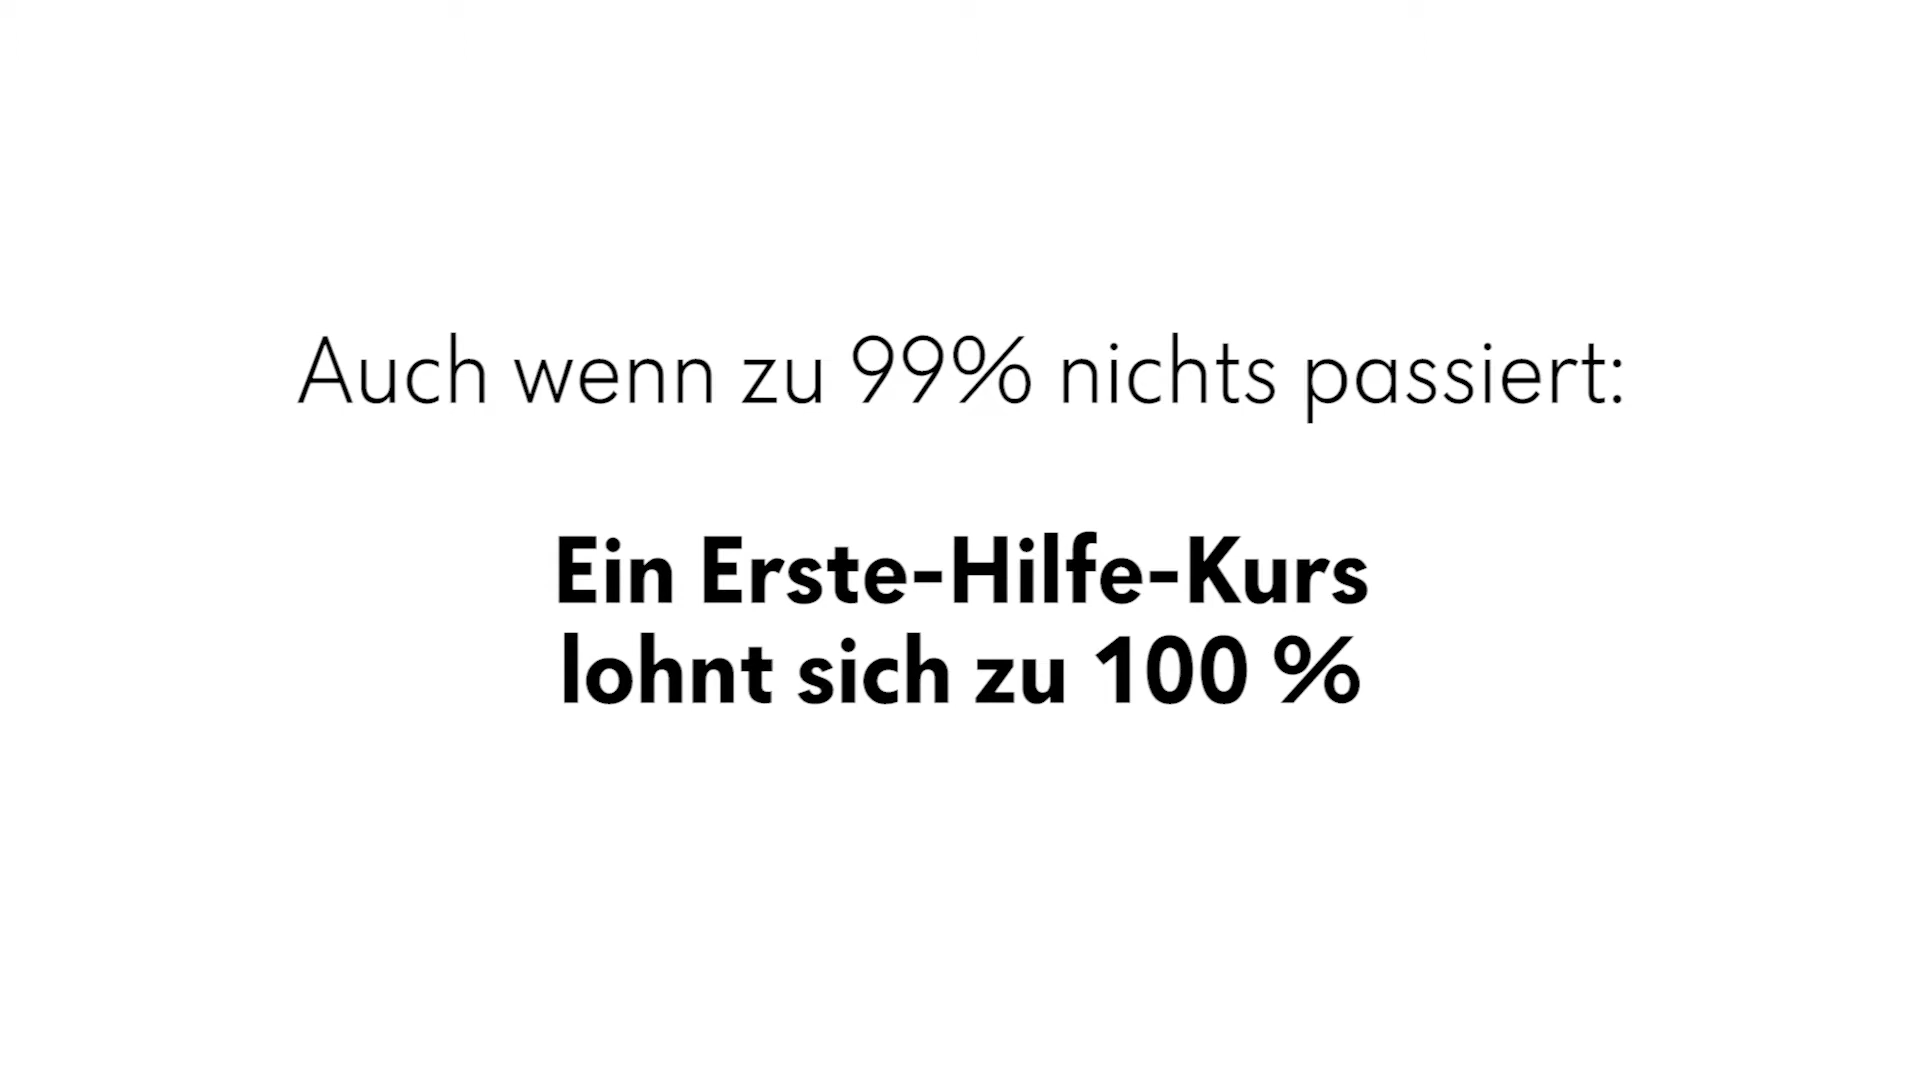 Auch wenn zu 99% nichts passiert:
Ein Erste-Hilfe-Kurs
lohnt sich zu 100 %